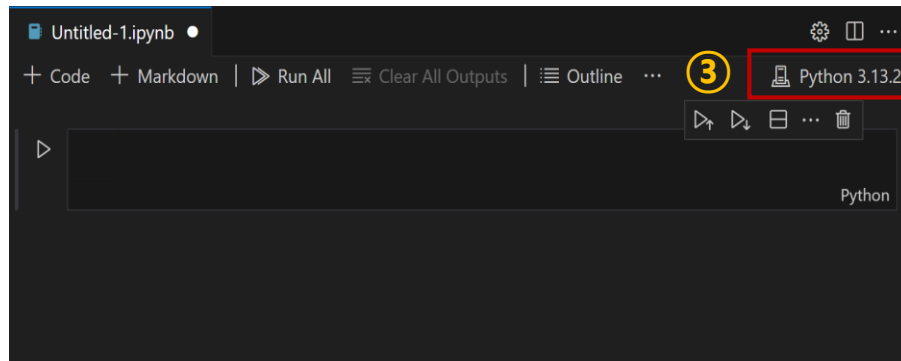 Untitled-1.ipynb
+ Code + Markdown | Run All Clear All Outputs | Outline ... ③ Python 3.13.2
Python